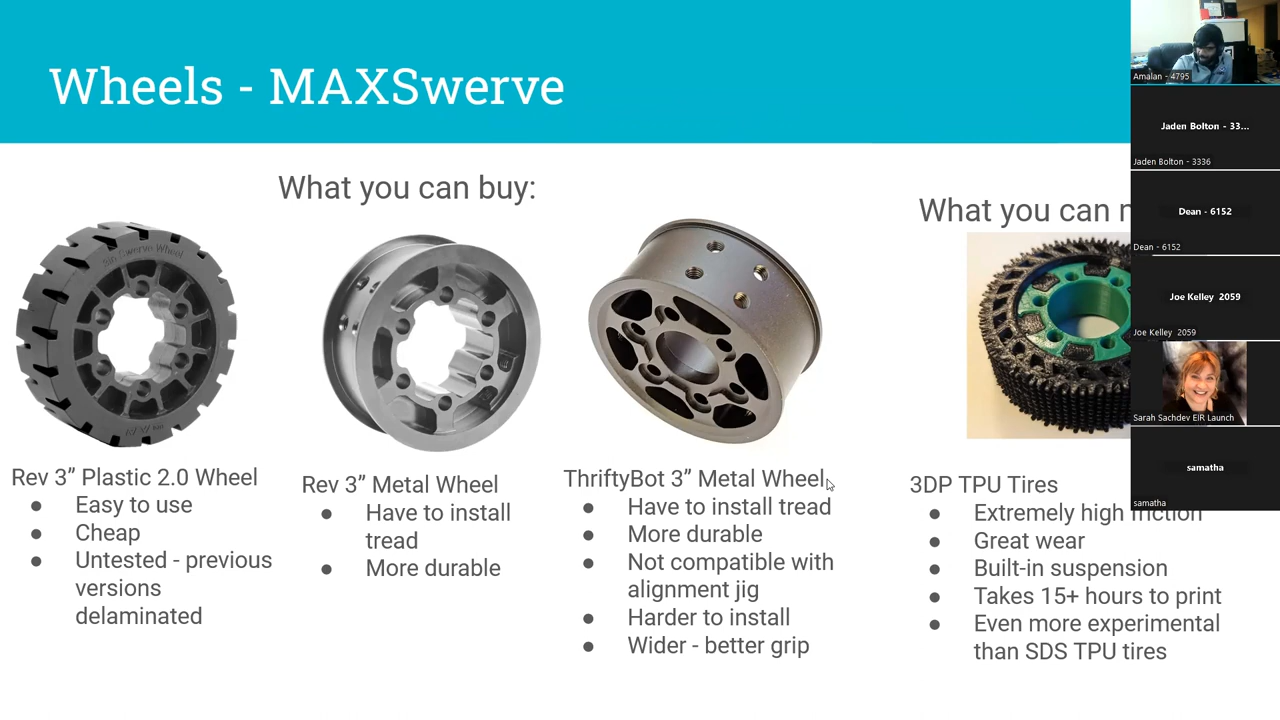 Wheels - MAXSwerve
What you can buy:
What you can
Rev 3” Plastic 2.0 Wheel
● Easy to use
● Cheap
● Untested - previous
versions
delaminated
Rev 3” Metal Wheel
● Have to install
tread
● More durable
ThriftyBot 3” Metal Wheel
● Have to install tread
● More durable
● Not compatible with
alignment jig
● Harder to install
● Wider - better grip
3DP TPU Tires
● Extremely high friction
● Great wear
● Built-in suspension
● Takes 15+ hours to print
● Even more experimental
than SDS TPU tires
Amalan - 4795
Jaden Bolton - 33...
Jaden Bolton - 3336
Dean - 6152
Dean - 6152
Joe Kelley 2059
Joe Kelley 2059
Sarah Sachdev EIR Launch
samatha
samatha